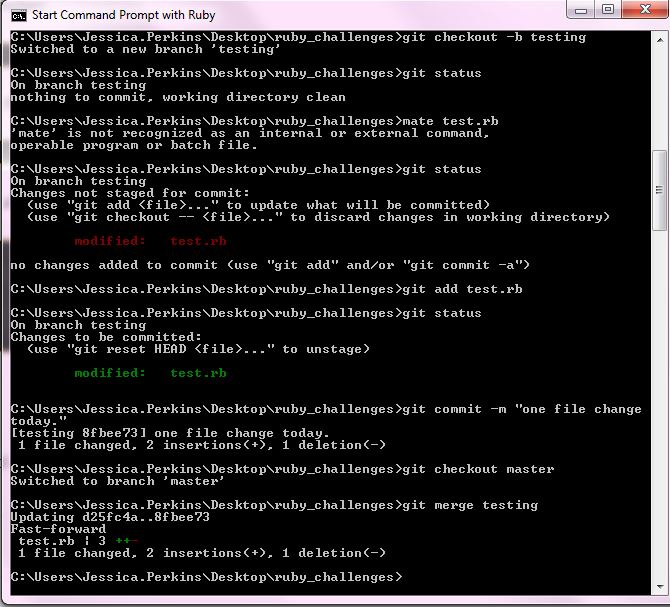 Start Command Prompt with Ruby
C:\Users\Jessica.Perkins\Desktop\ruby_challenges>git checkout -b testing
Switched to a new branch 'testing'
C:\Users\Jessica.Perkins\Desktop\ruby_challenges>git status
On branch testing
nothing to commit, working directory clean
C:\Users\Jessica.Perkins\Desktop\ruby_challenges>mate test.rb
'mate' is not recognized as an internal or external command,
operable program or batch file.
C:\Users\Jessica.Perkins\Desktop\ruby_challenges>git status
On branch testing
Changes not staged for commit:
  (use "git add <file>..." to update what will be committed)
  (use "git checkout -- <file>..." to discard changes in working directory)
        modified:   test.rb
no changes added to commit (use "git add" and/or "git commit -a")
C:\Users\Jessica.Perkins\Desktop\ruby_challenges>git add test.rb
C:\Users\Jessica.Perkins\Desktop\ruby_challenges>git status
On branch testing
Changes to be committed:
  (use "git reset HEAD <file>..." to unstage)
        modified:   test.rb
C:\Users\Jessica.Perkins\Desktop\ruby_challenges>git commit -m "one file change
today."
[testing 8fbee73] one file change today.
 1 file changed, 2 insertions(+), 1 deletion(-)
C:\Users\Jessica.Perkins\Desktop\ruby_challenges>git checkout master
Switched to branch 'master'
C:\Users\Jessica.Perkins\Desktop\ruby_challenges>git merge testing
Updating d25fc4a..8fbee73
Fast-forward
 test.rb | 3 ++-
 1 file changed, 2 insertions(+), 1 deletion(-)
C:\Users\Jessica.Perkins\Desktop\ruby_challenges>